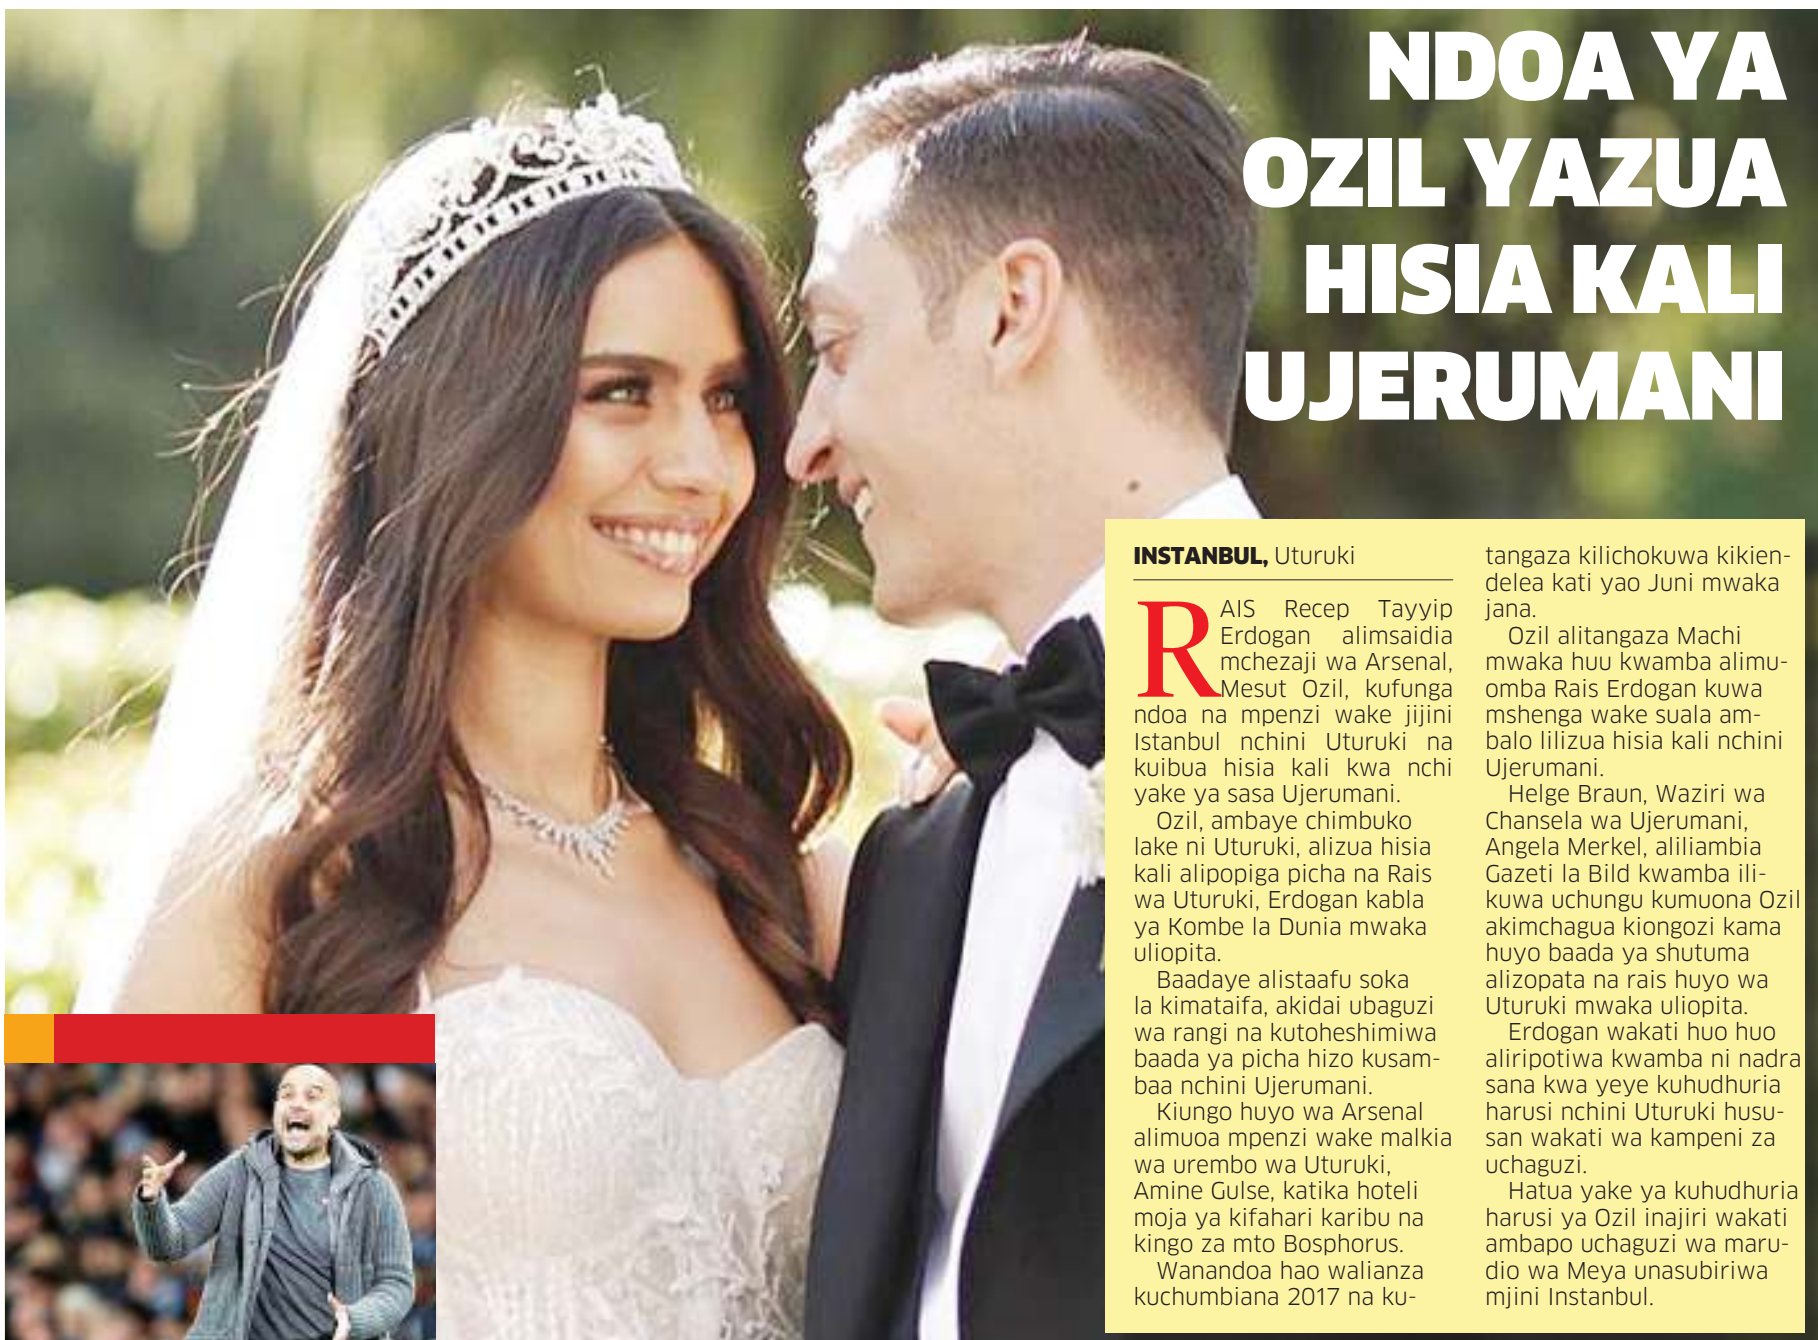 NDOA YA
OZIL YAZUA
HISIA KALI
UJERUMANI
INSTANBUL, Uturuki
RAIS Recep Tayyip
Erdogan alimsaidia
mchezaji wa Arsenal,
Mesut Ozil, kufunga
ndoa na mpenzi wake jijini
Istanbul nchini Uturuki na
kuibua hisia kali kwa nchi
yake ya sasa Ujerumani.
Ozil, ambaye chimbuko
lake ni Uturuki, alizua hisia
kali alipopiga picha na Rais
wa Uturuki, Erdogan kabla
ya Kombe la Dunia mwaka
uliopita.
Baadaye alistaafu soka
la kimataifa, akidai ubaguzi
wa rangi na kutoheshimiwa
baada ya picha hizo kusam-
baa nchini Ujerumani.
Kiungo huyo wa Arsenal
alimuoa mpenzi wake malkia
wa urembo wa Uturuki,
Amine Gulse, katika hoteli
moja ya kifahari karibu na
kingo za mto Bosphorus.
Wanandoa hao walianza
kuchumbiana 2017 na ku-
tangaza kilichokuwa kikien-
delea kati yao Juni mwaka
jana.
Ozil alitangaza Machi
mwaka huu kwamba alimu-
omba Rais Erdogan kuwa
mshenga wake suala am-
balo lilizua hisia kali nchini
Ujerumani.
Helge Braun, Waziri wa
Chansela wa Ujerumani,
Angela Merkel, aliliambia
Gazeti la Bild kwamba ili-
kuwa uchungu kumuona Ozil
akimchagua kiongozi kama
huyo baada ya shutuma
alizopata na rais huyo wa
Uturuki mwaka uliopita.
Erdogan wakati huo huo
aliripotiwa kwamba ni nadra
sana kwa yeye kuhudhuria
harusi nchini Uturuki husu-
san wakati wa kampeni za
uchaguzi.
Hatua yake ya kuhudhuria
harusi ya Ozil inajiri wakati
ambapo uchaguzi wa maru-
dio wa Meya unasubiriwa
mjini Instanbul.